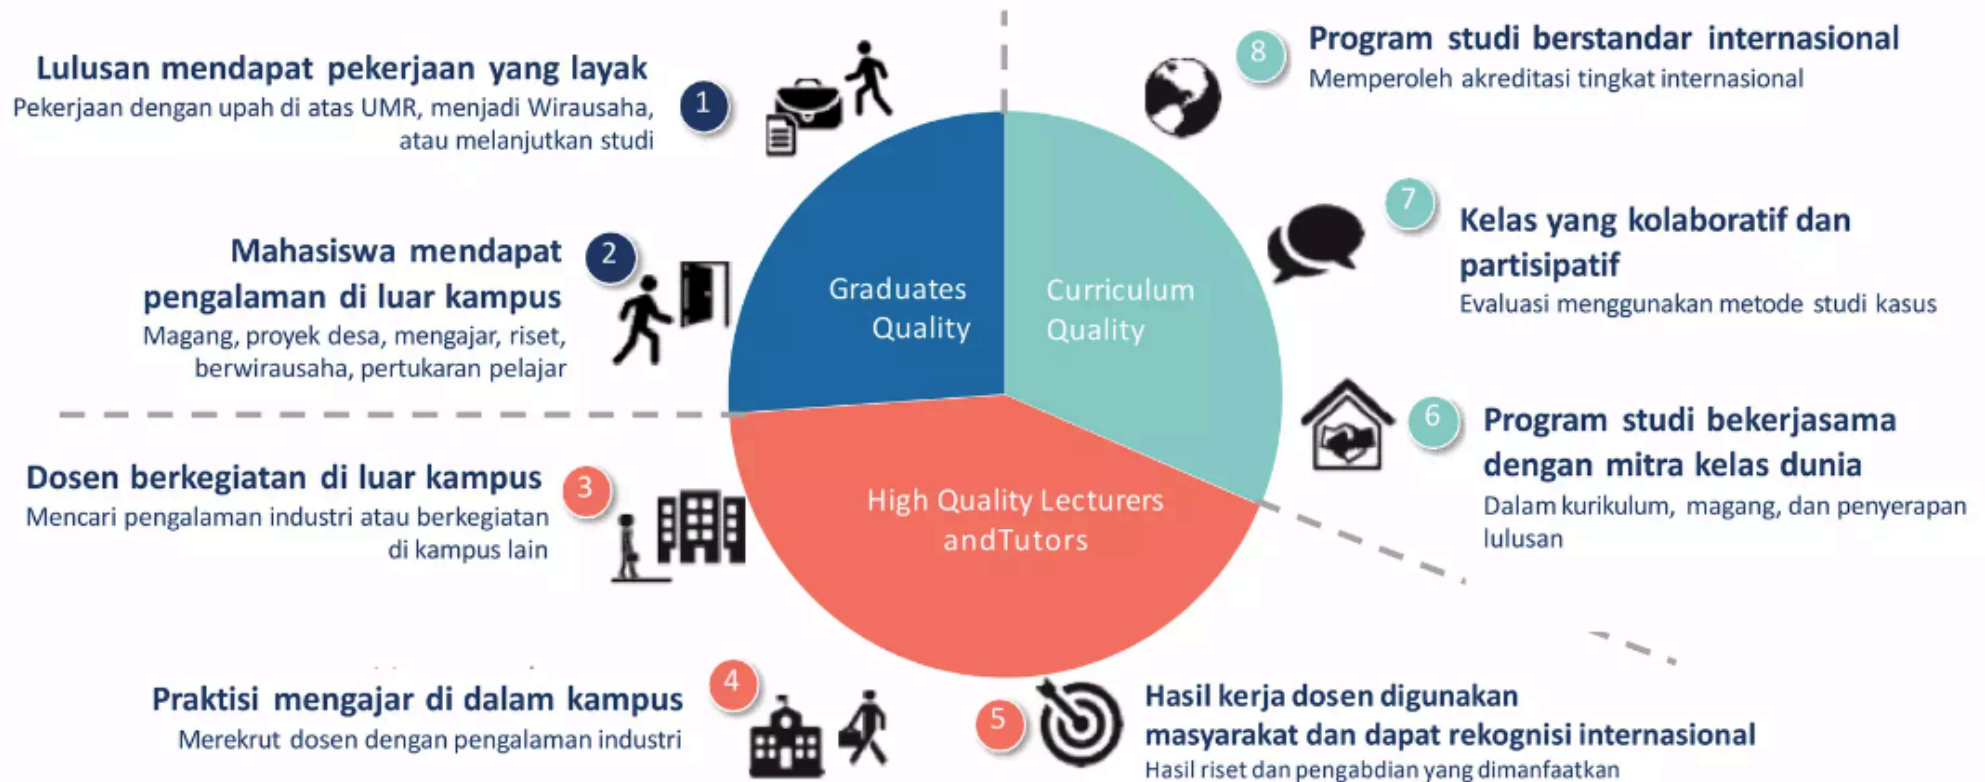 1
Lulusan mendapat pekerjaan yang layak
Pekerjaan dengan upah di atas UMR, menjadi Wirausaha,
atau melanjutkan studi
2
Mahasiswa mendapat
pengalaman di luar kampus
Magang, proyek desa, mengajar, riset,
berwirausaha, pertukaran pelajar
3
Dosen berkegiatan di luar kampus
Mencari pengalaman industri atau berkegiatan
di kampus lain
4
Praktisi mengajar di dalam kampus
Merekrut dosen dengan pengalaman industri
5
Hasil kerja dosen digunakan
masyarakat dan dapat rekognisi internasional
Hasil riset dan pengabdian yang dimanfaatkan
6
Program studi bekerjasama
dengan mitra kelas dunia
Dalam kurikulum, magang, dan penyerapan
lulusan
7
Kelas yang kolaboratif dan
partisipatif
Evaluasi menggunakan metode studi kasus
8
Program studi berstandar internasional
Memperoleh akreditasi tingkat internasional
Graduates
Quality
Curriculum
Quality
High Quality Lecturers
andTutors